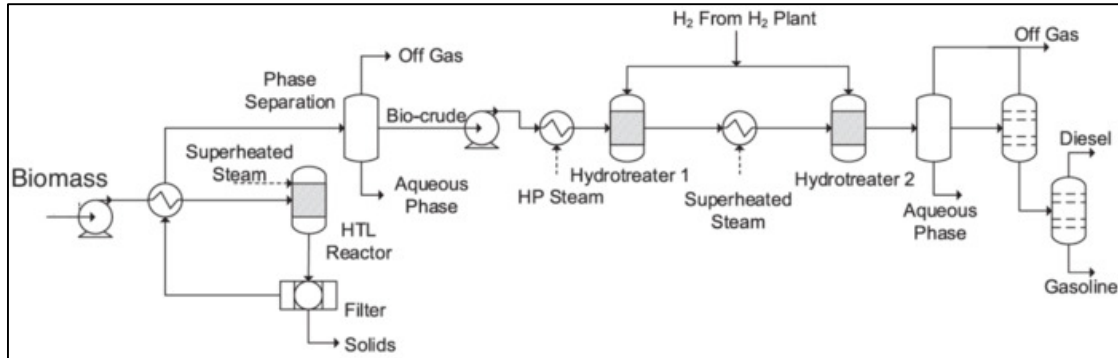 H₂ From H₂ Plant
Off Gas
Off Gas
Phase
Separation
Bio-crude
Superheated
Steam
Biomass
HTL
Reactor
Aqueous
Phase
HP Steam
Hydrotreater 1
Superheated
Steam
Hydrotreater 2
Aqueous
Phase
Diesel
Gasoline
Filter
Solids